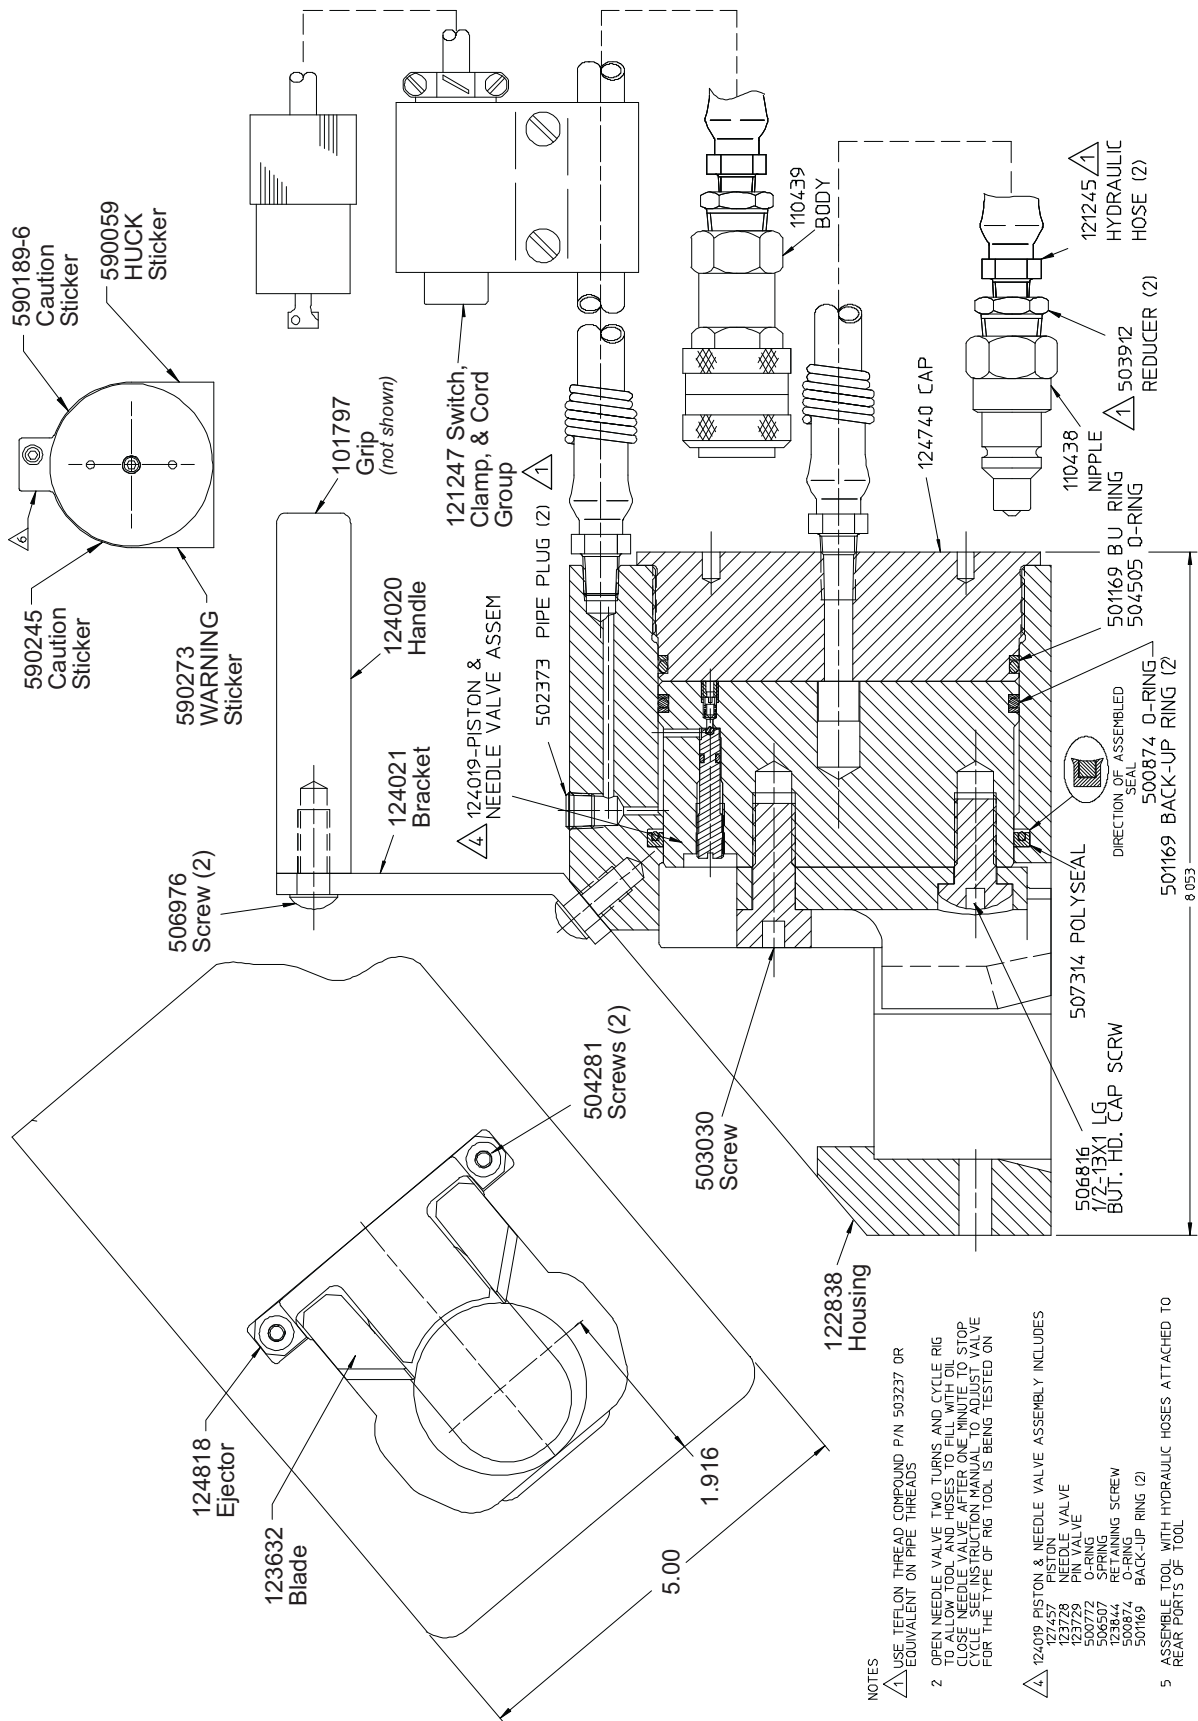 590189-6
Caution
Sticker
590059
HUCK
Sticker
6
590245
Caution
Sticker
590273
WARNING
Sticker
101797
Grip
(not shown)
124020
Handle
121247 Switch,
Clamp, & Cord
Group
1
506976
Screw (2)
124021
Bracket
4
124019-PISTON &
NEEDLE VALVE ASSEM
502373 PIPE PLUG (2)
110439
BODY
121245
1
HYDRAULIC
HOSE (2)
1
503912
REDUCER (2)
110438
NIPPLE
124740 CAP
501169 BU RING
504505 O-RING
DIRECTION OF ASSEMBLED
SEAL
500874 O-RING
501169 BACK-UP RING (2)
507314 POLYSEAL
8.053
506816
1/2-13X1 LG
BUT. HD. CAP SCRW
503030
Screw
504281
Screws (2)
124818
Ejector
123632
Blade
1.916
5.00
122838
Housing
NOTES
1 USE TEFLON THREAD COMPOUND P/N 503237 OR
EQUIVALENT ON PIPE THREADS
2 OPEN NEEDLE VALVE TWO TURNS AND CYCLE RIG
TO ALLOW TOOL AND HOSES TO FILL WITH OIL
CLOSE NEEDLE VALVE AFTER ONE MINUTE TO STOP
CYCLE SEE INSTRUCTION MANUAL TO ADJUST VALVE
FOR THE TYPE OF RIG TOOL IS BEING TESTED ON
4 124019 PISTON & NEEDLE VALVE ASSEMBLY INCLUDES
127457 PISTON
123728 NEEDLE VALVE
123729 PIN VALVE
500772 O-RING
506507 SPRING
123844 RETAINING SCREW
500874 O-RING
501169 BACK-UP RING (2)
5 ASSEMBLE TOOL WITH HYDRAULIC HOSES ATTACHED TO
REAR PORTS OF TOOL